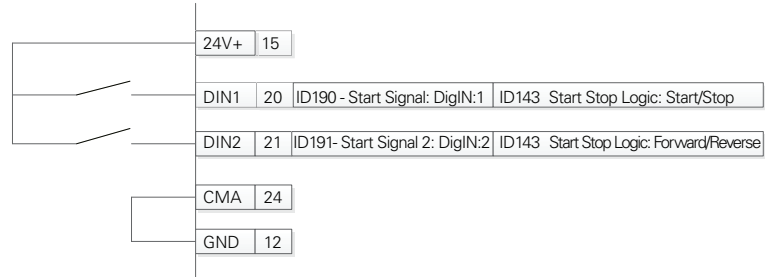 24V+ 15
DIN1 20 ID190 - Start Signal: DigIN:1 ID143 Start Stop Logic: Start/Stop
DIN2 21 ID191- Start Signal 2: DigIN:2 ID143 Start Stop Logic: Forward/Reverse
CMA 24
GND 12